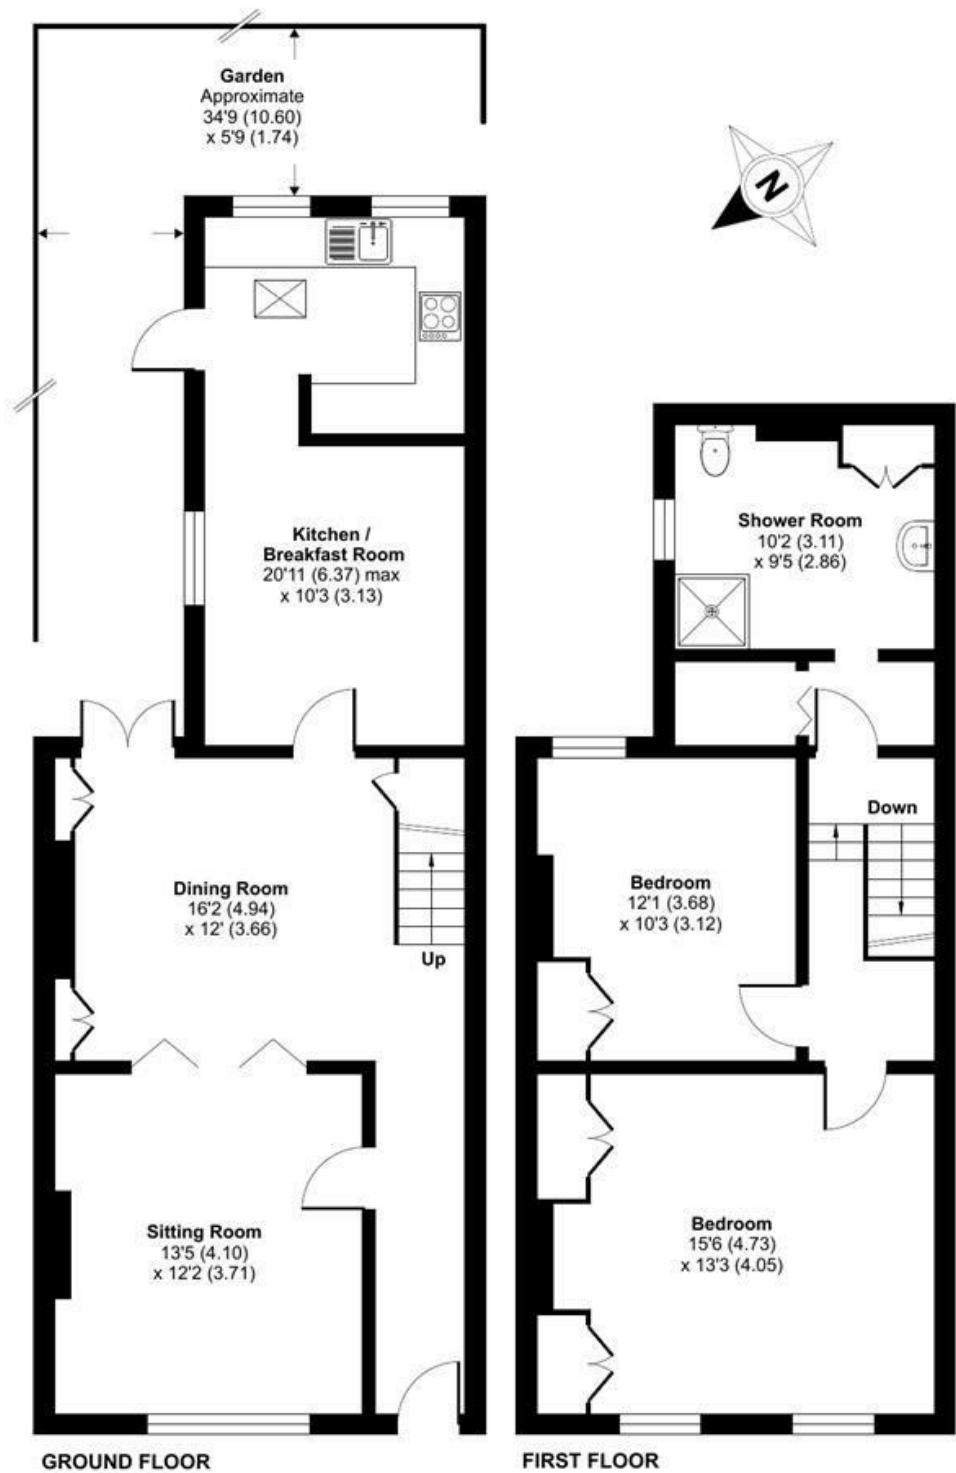 Garden
Approximate
34'9 (10.60)
x 5'9 (1.74)
N
Kitchen /
Breakfast Room
20'11 (6.37) max
x 10'3 (3.13)
Dining Room
16'2 (4.94)
x 12' (3.66)
Up
Sitting Room
13'5 (4.10)
x 12'2 (3.71)
GROUND FLOOR
Shower Room
10'2 (3.11)
x 9'5 (2.86)
Down
Bedroom
12'1 (3.68)
x 10'3 (3.12)
Bedroom
15'6 (4.73)
x 13'3 (4.05)
FIRST FLOOR